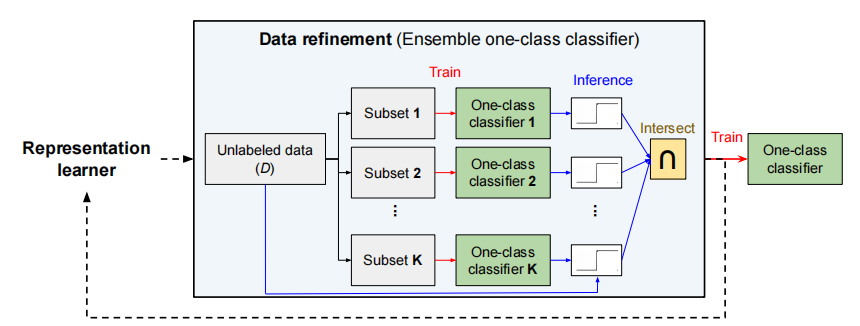 Data refinement (Ensemble one-class classifier)
Train
Inference
Subset 1
One-class
classifier 1
Intersect
Train
Representation
learner
Unlabeled data
(D)
Subset 2
One-class
classifier 2
∩
One-class
classifier
...
...
Subset K
One-class
classifier K